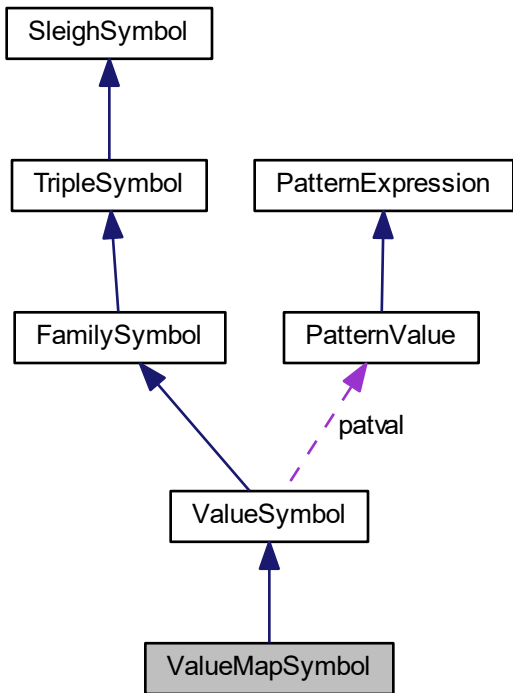 SleighSymbol
TripleSymbol
PatternExpression
FamilySymbol
PatternValue
patval
ValueSymbol
ValueMapSymbol